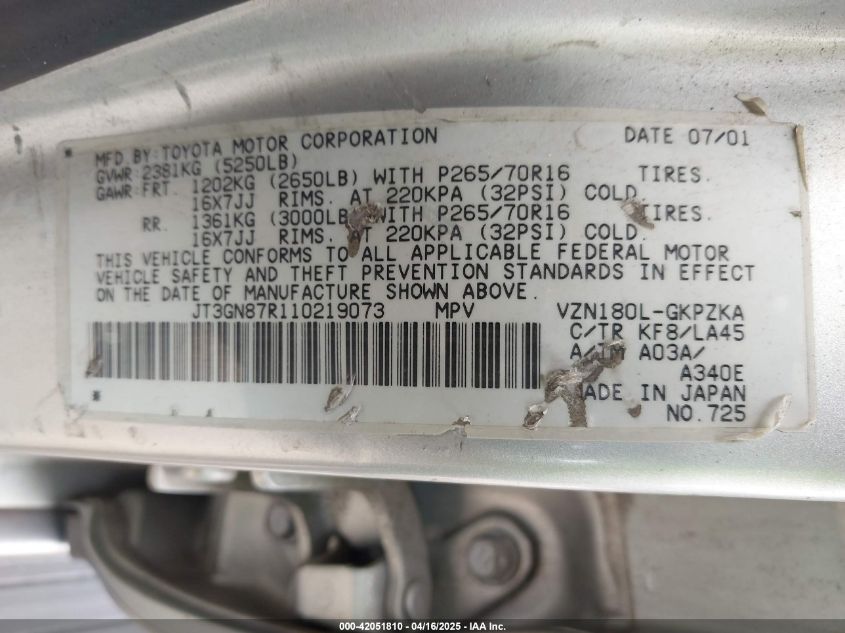 MFD.BY:TOYOTA MOTOR CORPORATION DATE 07/01
GVWR:2381KG (5250LB)
GAWR:FRT. 1202KG (2650LB) WITH P265/70R16 TIRES.
16X7JJ RIMS. AT 220KPA (32PSI) COLD.
RR. 1361KG (3000LB) WITH P265/70R16 TIRES.
16X7JJ RIMS. AT 220KPA (32PSI) COLD.
THIS VEHICLE CONFORMS TO ALL APPLICABLE FEDERAL MOTOR
VEHICLE SAFETY AND THEFT PREVENTION STANDARDS IN EFFECT
ON THE DATE OF MANUFACTURE SHOWN ABOVE.
JT3GN87R110219073 MPV VZN180L-GKPZKA
C/TR KF8/LA45
A03A/
A340E
MADE IN JAPAN
NO.725
000-42051810 - 04/16/2025 - IAA Inc.